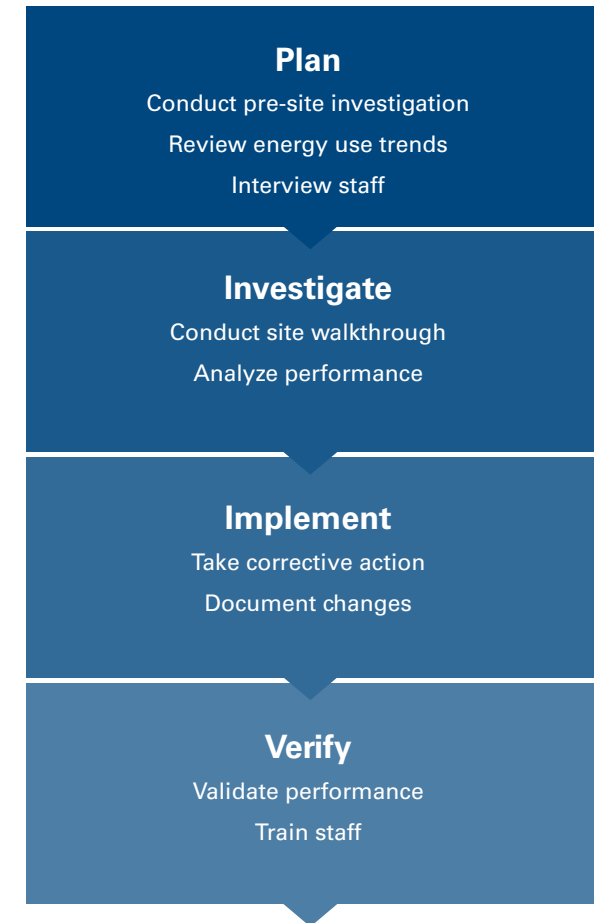 Plan
Conduct pre-site investigation
Review energy use trends
Interview staff
Investigate
Conduct site walkthrough
Analyze performance
Implement
Take corrective action
Document changes
Verify
Validate performance
Train staff